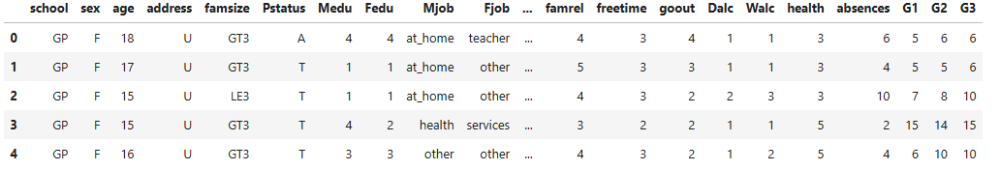 school sex age address famsize Pstatus Medu Fedu Mjob Fjob ... famrel freetime goout Dalc Walc health absences G1 G2 G3
0 GP F 18 U GT3 A 4 4 at_home teacher ... 4 3 4 1 1 3 6 5 6 6
1 GP F 17 U GT3 T 1 1 at_home other ... 5 3 3 1 1 3 4 5 5 6
2 GP F 15 U LE3 T 1 1 at_home other ... 4 3 2 2 3 3 10 7 8 10
3 GP F 15 U GT3 T 4 2 health services ... 3 2 2 1 1 5 2 15 14 15
4 GP F 16 U GT3 T 3 3 other other ... 4 3 2 1 2 5 4 6 10 10